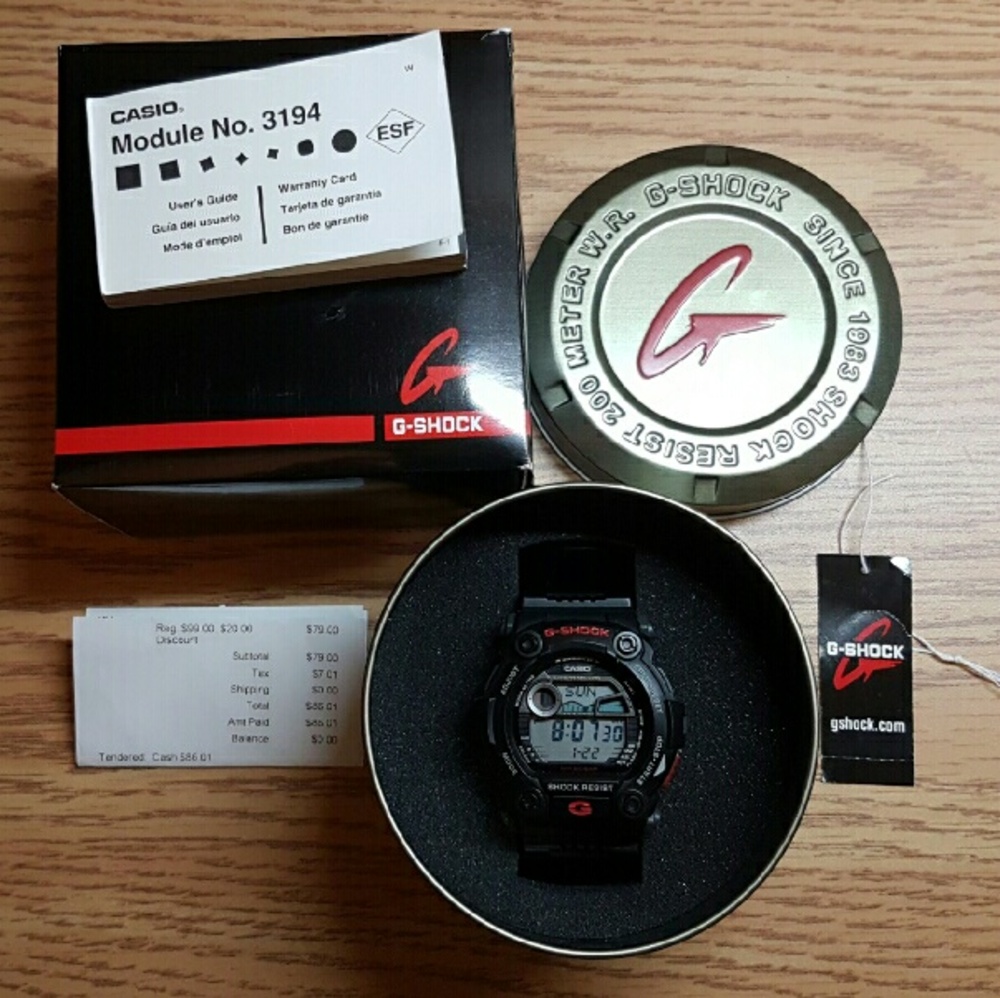 W
CASIO®
Module No. 3194
ESF
User's Guide
Guía del usuario
Mode d'emploi
Warranty Card
Tarjeta de garantía
Bon de garantie
G-SHOCK
G-SHOCK SINCE 1983 SHOCK RESIST 200 METER W.R.
Reg. $99.00 $20.00 $79.00
Discount
Subtotal $79.00
Tax $7.01
Shipping $0.00
Total $86.01
Amt Paid $86.01
Balance $0.00
Tendered: Cash $86.01
G-SHOCK
CASIO
ADJUST
SUN
8:07 30
1-22
START·STOP
SHOCK RESIST
G
G-SHOCK
gshock.com